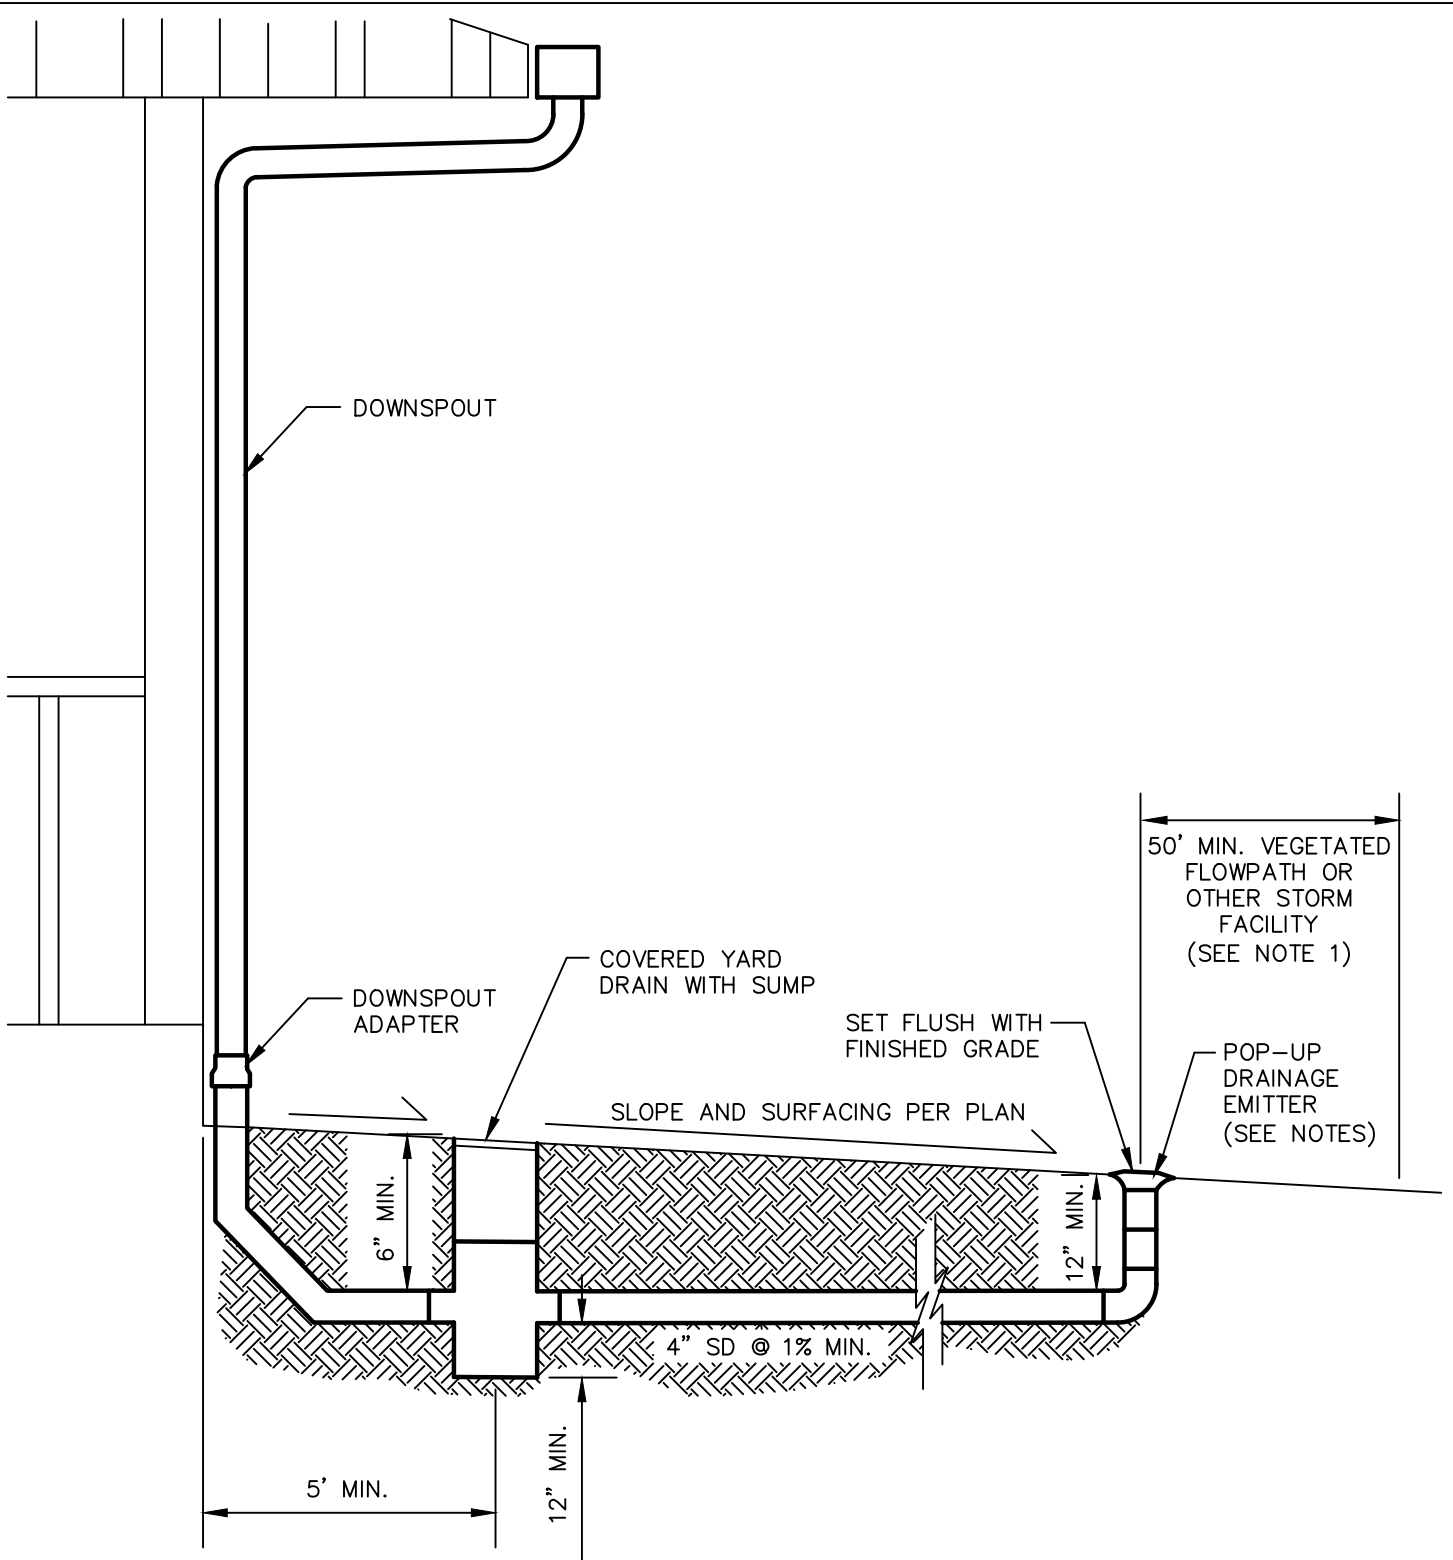 DOWNSPOUT
50' MIN. VEGETATED
FLOWPATH OR
OTHER STORM
FACILITY
(SEE NOTE 1)
COVERED YARD
DRAIN WITH SUMP
DOWNSPOUT
ADAPTER
SET FLUSH WITH
FINISHED GRADE
POP-UP
DRAINAGE
EMITTER
(SEE NOTES)
SLOPE AND SURFACING PER PLAN
6" MIN.
12" MIN.
4" SD @ 1% MIN.
12" MIN.
5' MIN.